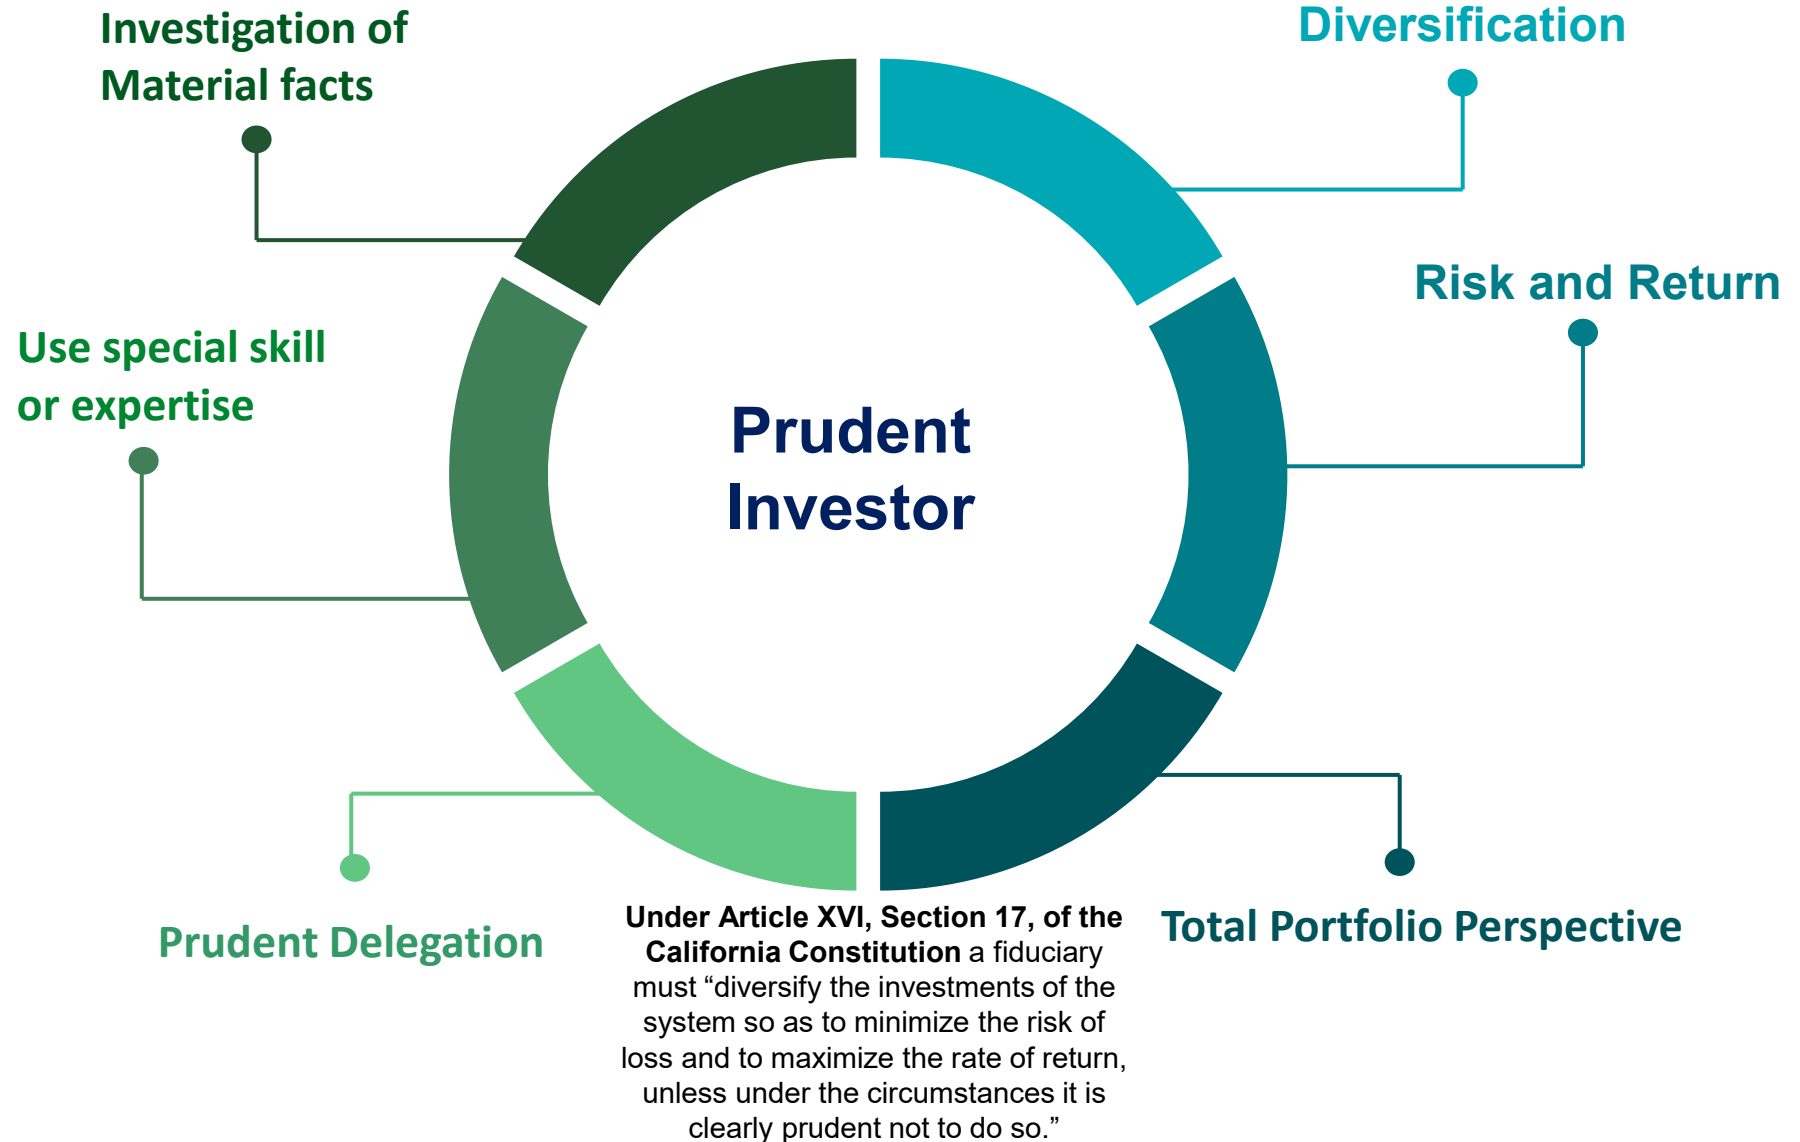 Investigation of
Material facts
Diversification
Risk and Return
Use special skill
or expertise
Prudent
Investor
Prudent Delegation
Total Portfolio Perspective
Under Article XVI, Section 17, of the
California Constitution a fiduciary
must “diversify the investments of the
system so as to minimize the risk of
loss and to maximize the rate of return,
unless under the circumstances it is
clearly prudent not to do so.”